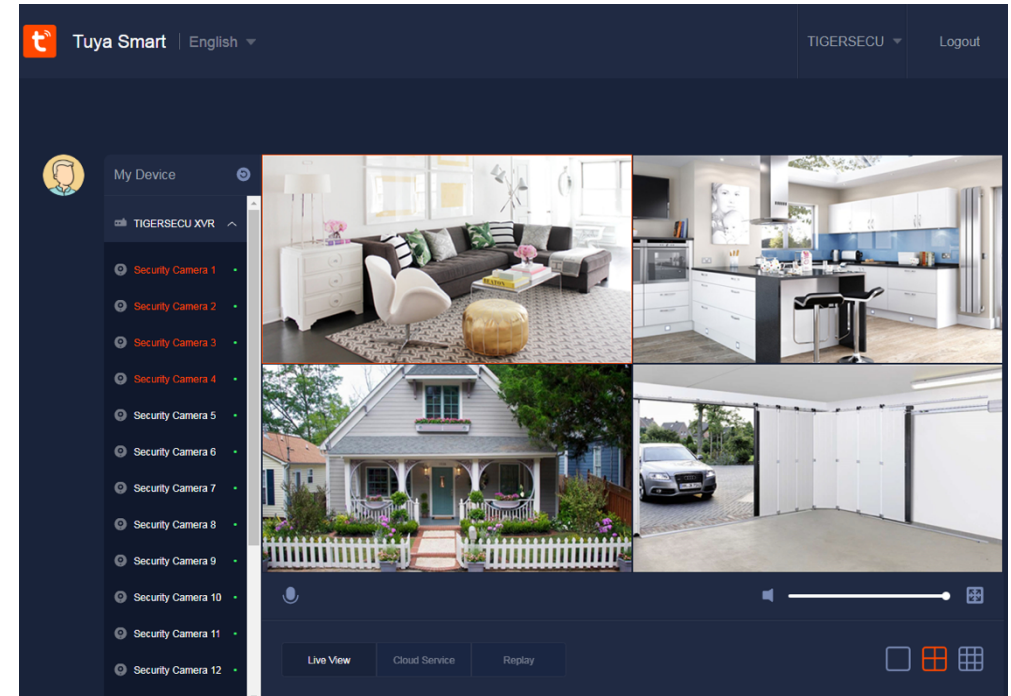 Tuya Smart English
TIGERSECU Logout
My Device
TIGERSECU XVR
Security Camera 1
Security Camera 2
Security Camera 3
Security Camera 4
Security Camera 5
Security Camera 6
Security Camera 7
Security Camera 8
Security Camera 9
Security Camera 10
Security Camera 11
Security Camera 12
Live View Cloud Service Replay